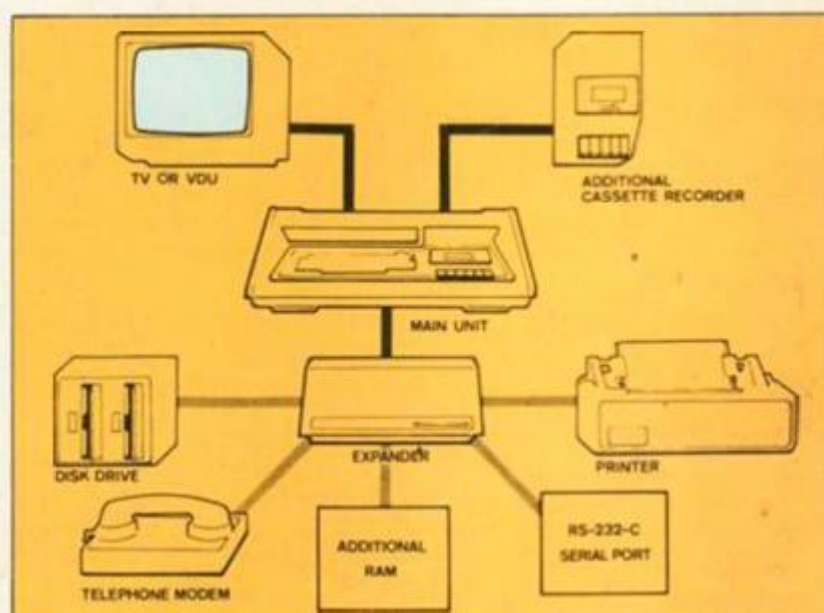 TV OR VDU
ADDITIONAL
CASSETTE RECORDER
MAIN UNIT
DISK DRIVE
EXPANDER
PRINTER
TELEPHONE MODEM
ADDITIONAL
RAM
RS-232-C
SERIAL PORT